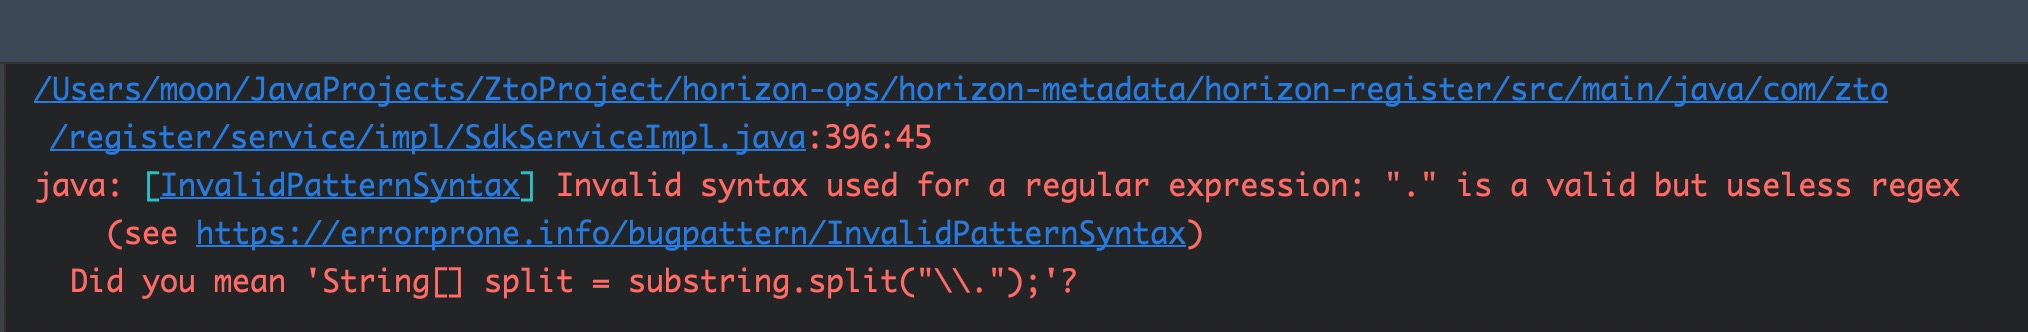 /Users/moon/JavaProjects/ZtoProject/horizon-ops/horizon-metadata/horizon-register/src/main/java/com/zto
/register/service/impl/SdkServiceImpl.java:396:45
java: [InvalidPatternSyntax] Invalid syntax used for a regular expression: "." is a valid but useless regex
(see https://errorprone.info/bugpattern/InvalidPatternSyntax)
Did you mean 'String[] split = substring.split("\\.");'?